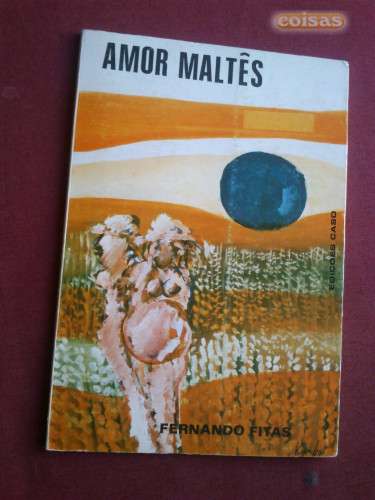 coisas
AMOR MALTÊS
EDIÇÕES CASO
FERNANDO FITAS